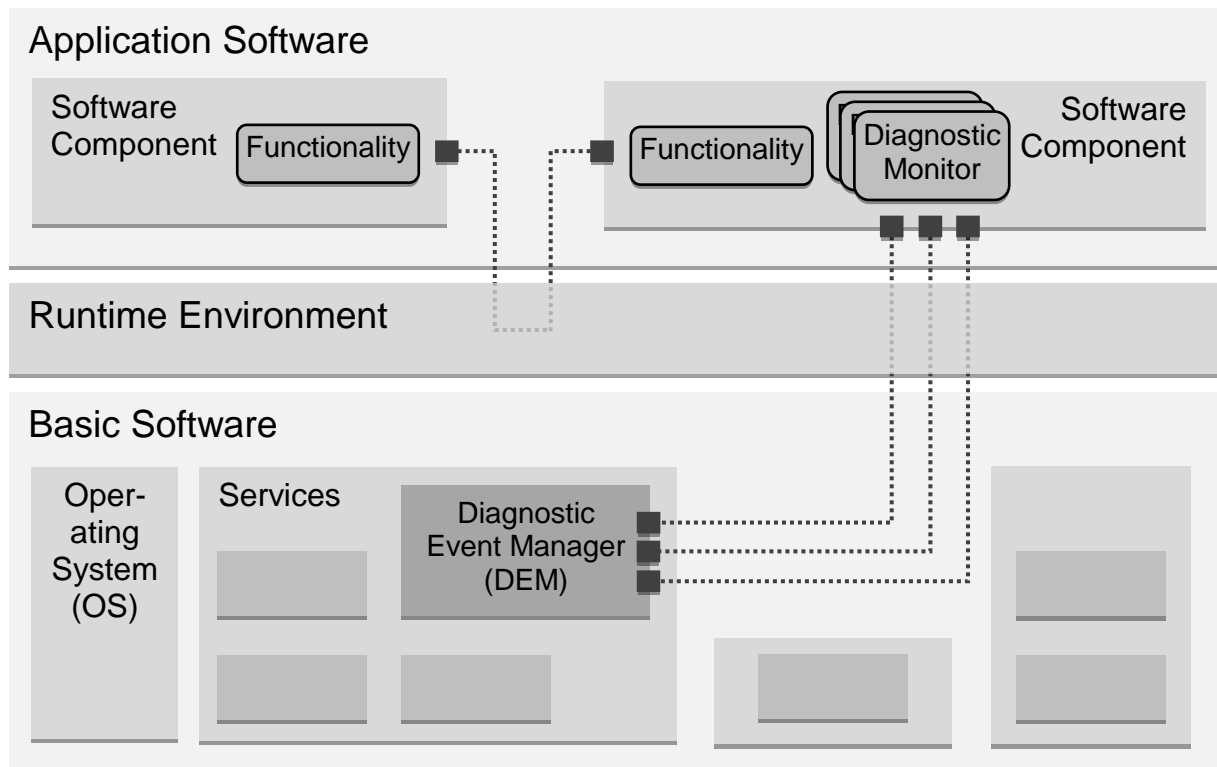 Application Software
Software
Component
Functionality
Functionality
Diagnostic
Monitor
Software
Component
Runtime Environment
Basic Software
Oper-
ating
System
(OS)
Services
Diagnostic
Event Manager
(DEM)